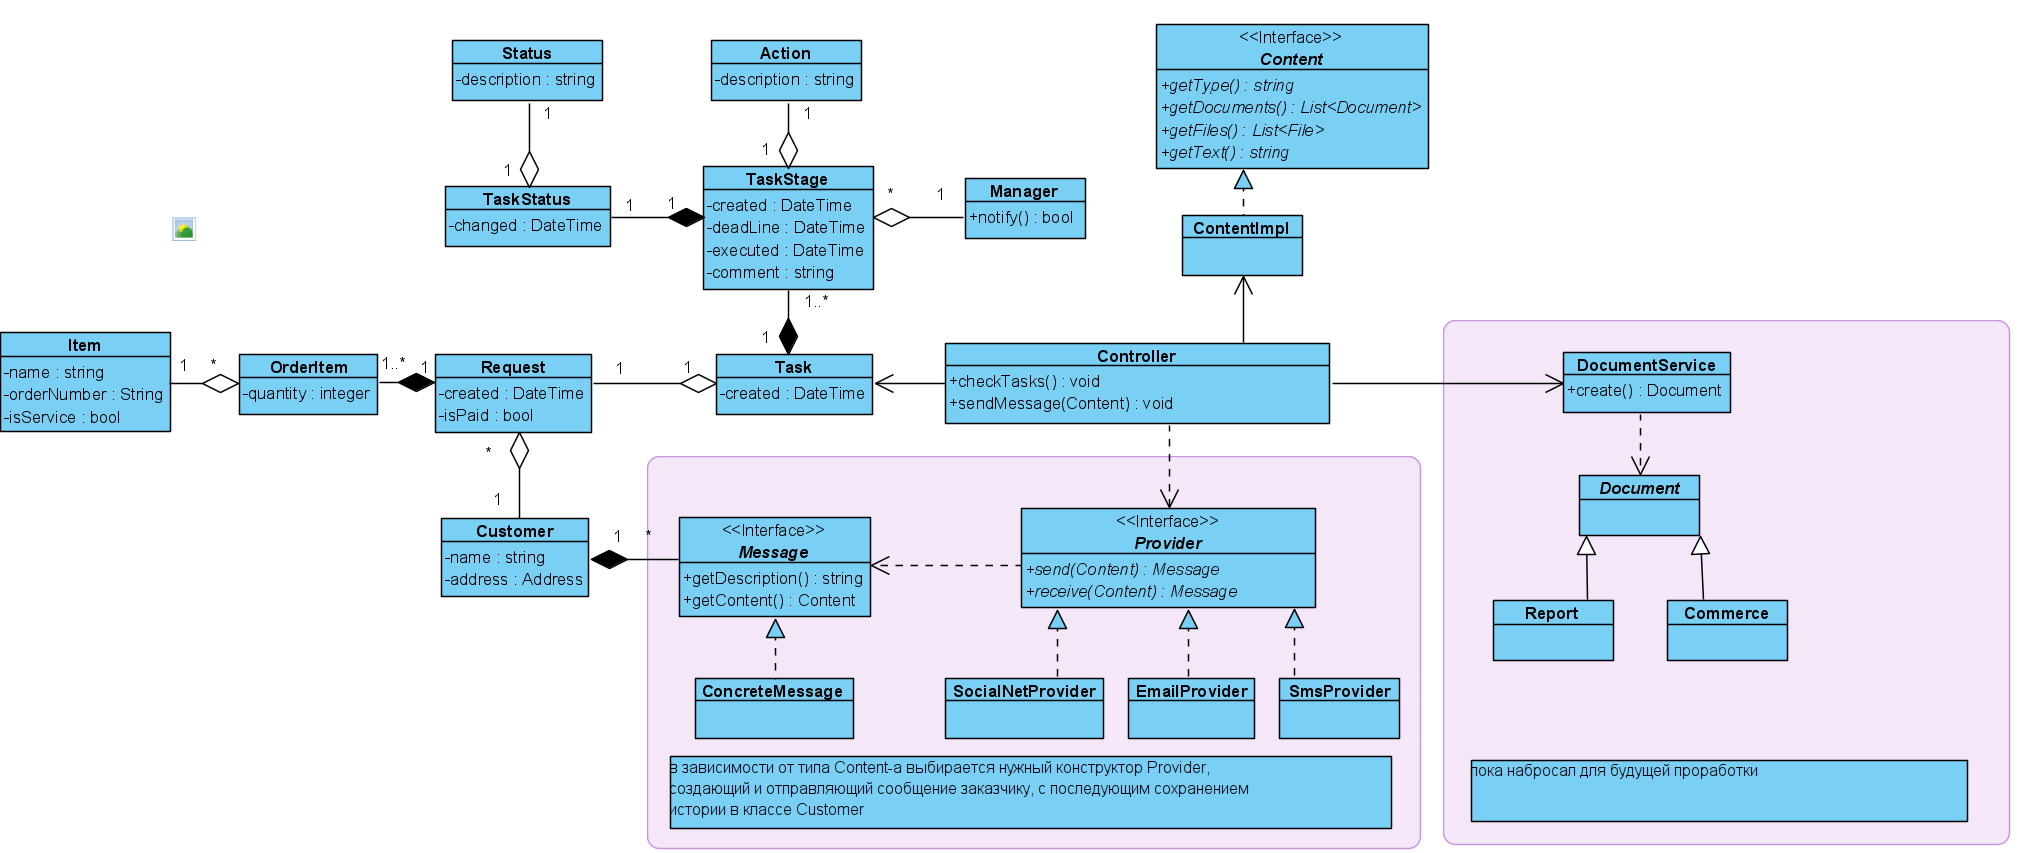 Status
-description : string
1
1
TaskStatus
-changed : DateTime
1
1
Action
-description : string
1
1
TaskStage
-created : DateTime
-deadLine : DateTime
-executed : DateTime
-comment : string
*
1
Manager
+notify() : bool
1..*
1
<<Interface>>
Content
+getType() : string
+getDocuments() : List<Document>
+getFiles() : List<File>
+getText() : string
ContentImpl
Item
-name : string
-orderNumber : String
-isService : bool
1
*
OrderItem
-quantity : integer
1..*
1
Request
-created : DateTime
-isPaid : bool
1
1
Task
-created : DateTime
Controller
+checkTasks() : void
+sendMessage(Content) : void
DocumentService
+create() : Document
Document
Report
Commerce
*
1
Customer
-name : string
-address : Address
1
*
<<Interface>>
Message
+getDescription() : string
+getContent() : Content
<<Interface>>
Provider
+send(Content) : Message
+receive(Content) : Message
ConcreteMessage
SocialNetProvider
EmailProvider
SmsProvider
в зависимости от типа Content-а выбирается нужный конструктор Provider,
создающий и отправляющий сообщение заказчику, с последующим сохранением
истории в классе Customer
пока набросал для будущей проработки